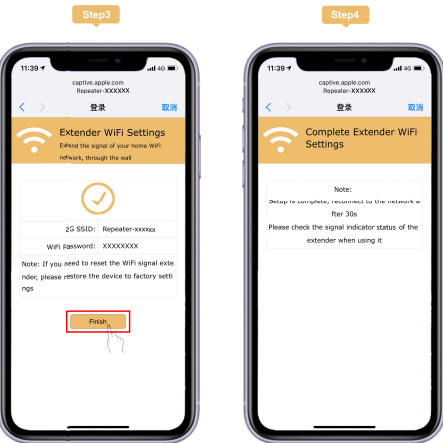 Step3
11:39
4G
captive.apple.com
Repeater-XXXXXX
< > 登录 取消
Extender WiFi Settings
Extend the signal of your home WiFi
network, through the wall
2G SSID: Repeater-xxxxxx
WiFi Password: XXXXXXXX
Note: If you need to reset the WiFi signal exte
nder, please restore the device to factory setti
ngs
Finish
Step4
11:39
4G
captive.apple.com
Repeater-XXXXXX
< > 登录 取消
Complete Extender WiFi
Settings
Note:
Setup is complete, reconnect to the network a
fter 30s
Please check the signal indicator status of the
extender when using it